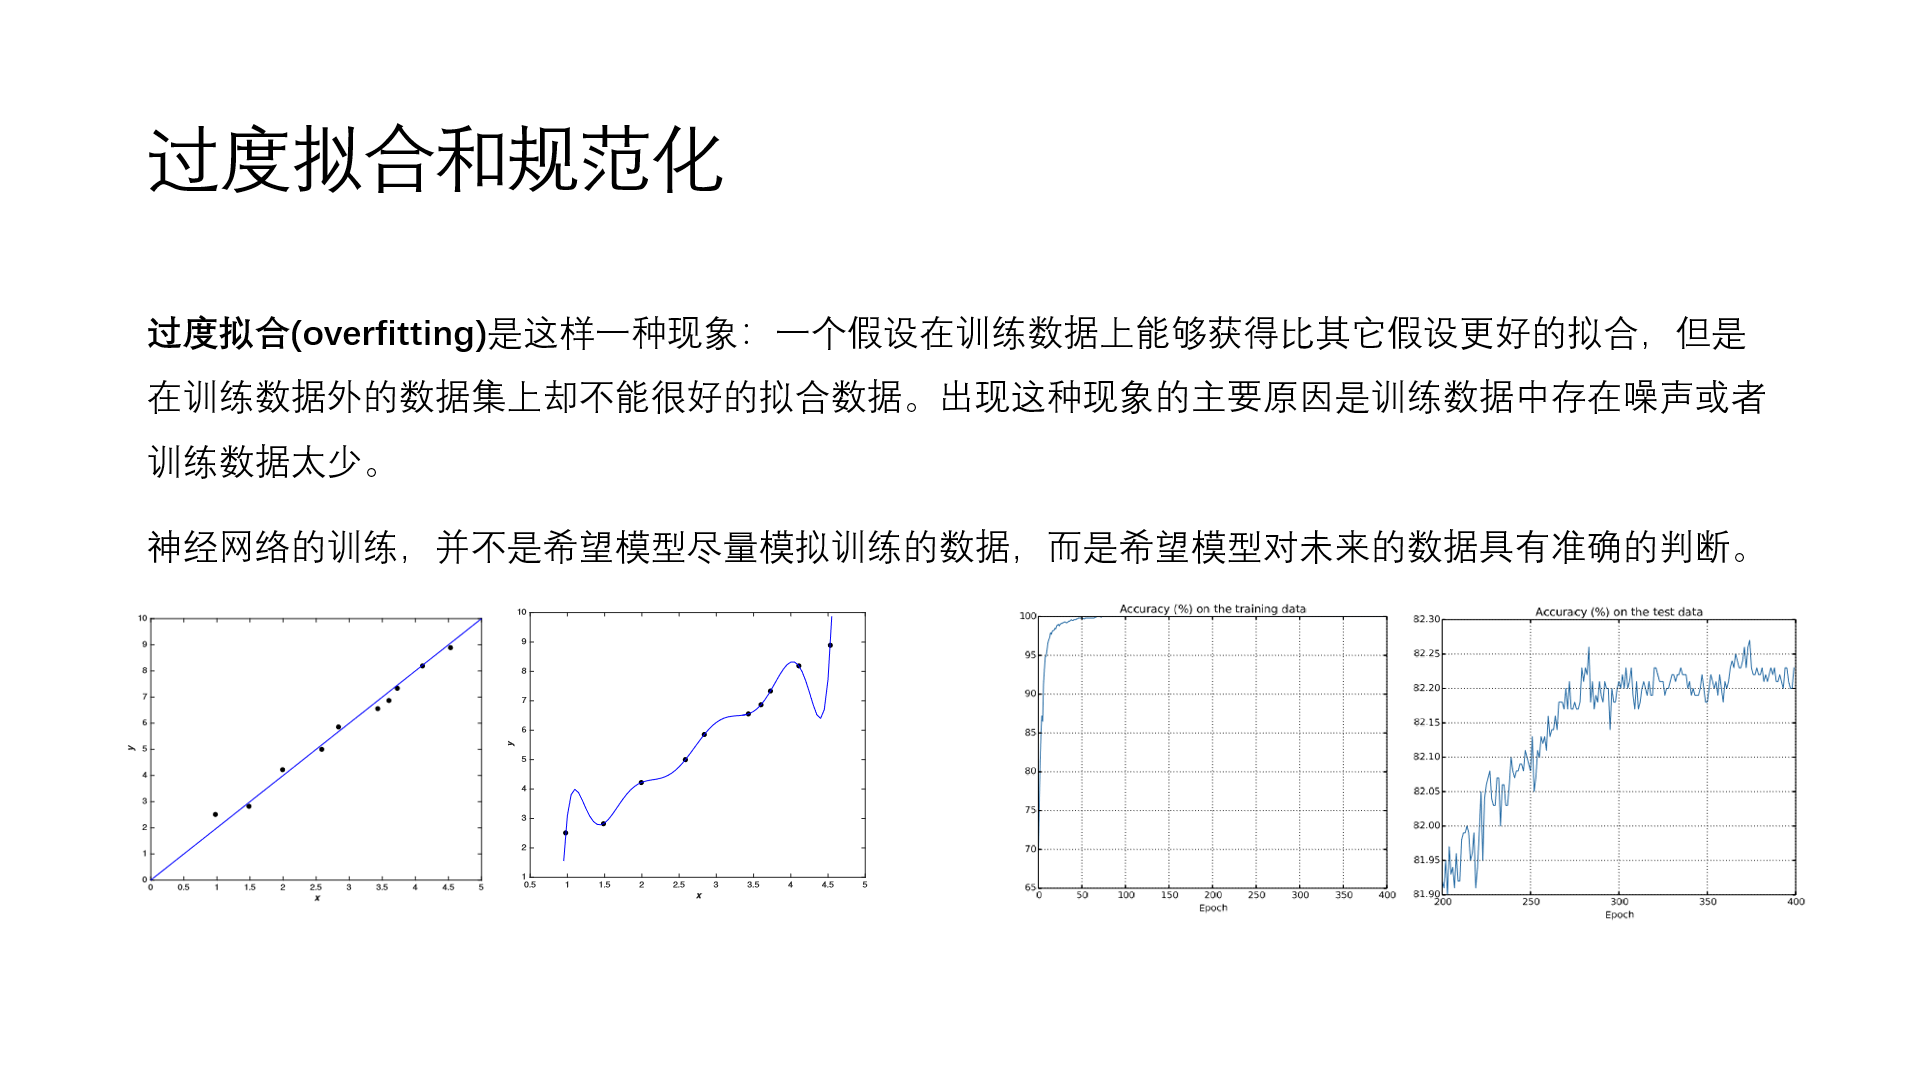 过度拟合和规范化
过度拟合(overfitting)是这样一种现象：一个假设在训练数据上能够获得比其它假设更好的拟合，但是
在训练数据外的数据集上却不能很好的拟合数据。出现这种现象的主要原因是训练数据中存在噪声或者
训练数据太少。
神经网络的训练，并不是希望模型尽量模拟训练的数据，而是希望模型对未来的数据具有准确的判断。
10
9
8
7
6
5
4
3
2
1
0
y
0 0.5 1 1.5 2 2.5 3 3.5 4 4.5 5
x
10
9
8
7
6
5
4
3
2
1
y
0.5 1 1.5 2 2.5 3 3.5 4 4.5 5
x
Accuracy (%) on the training data
100
95
90
85
80
75
70
65
0 50 100 150 200 250 300 350 400
Epoch
Accuracy (%) on the test data
82.30
82.25
82.20
82.15
82.10
82.05
82.00
81.95
81.90
200 250 300 350 400
Epoch